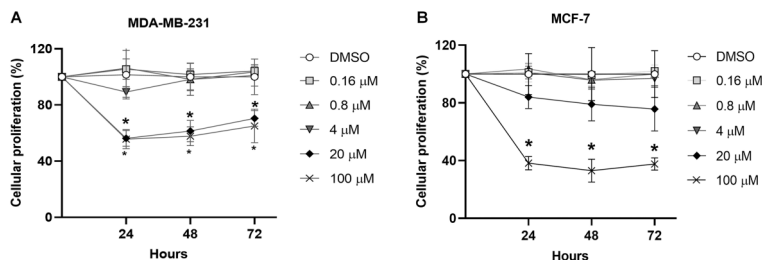 A
MDA-MB-231
Cellular proliferation (%)
120
80
40
0
24
48
72
Hours
*
*
*
*
*
*
DMSO
0.16 μM
0.8 μM
4 μM
20 μM
100 μM
B
MCF-7
Cellular proliferation (%)
120
80
40
0
24
48
72
Hours
*
*
*
DMSO
0.16 μM
0.8 μM
4 μM
20 μM
100 μM